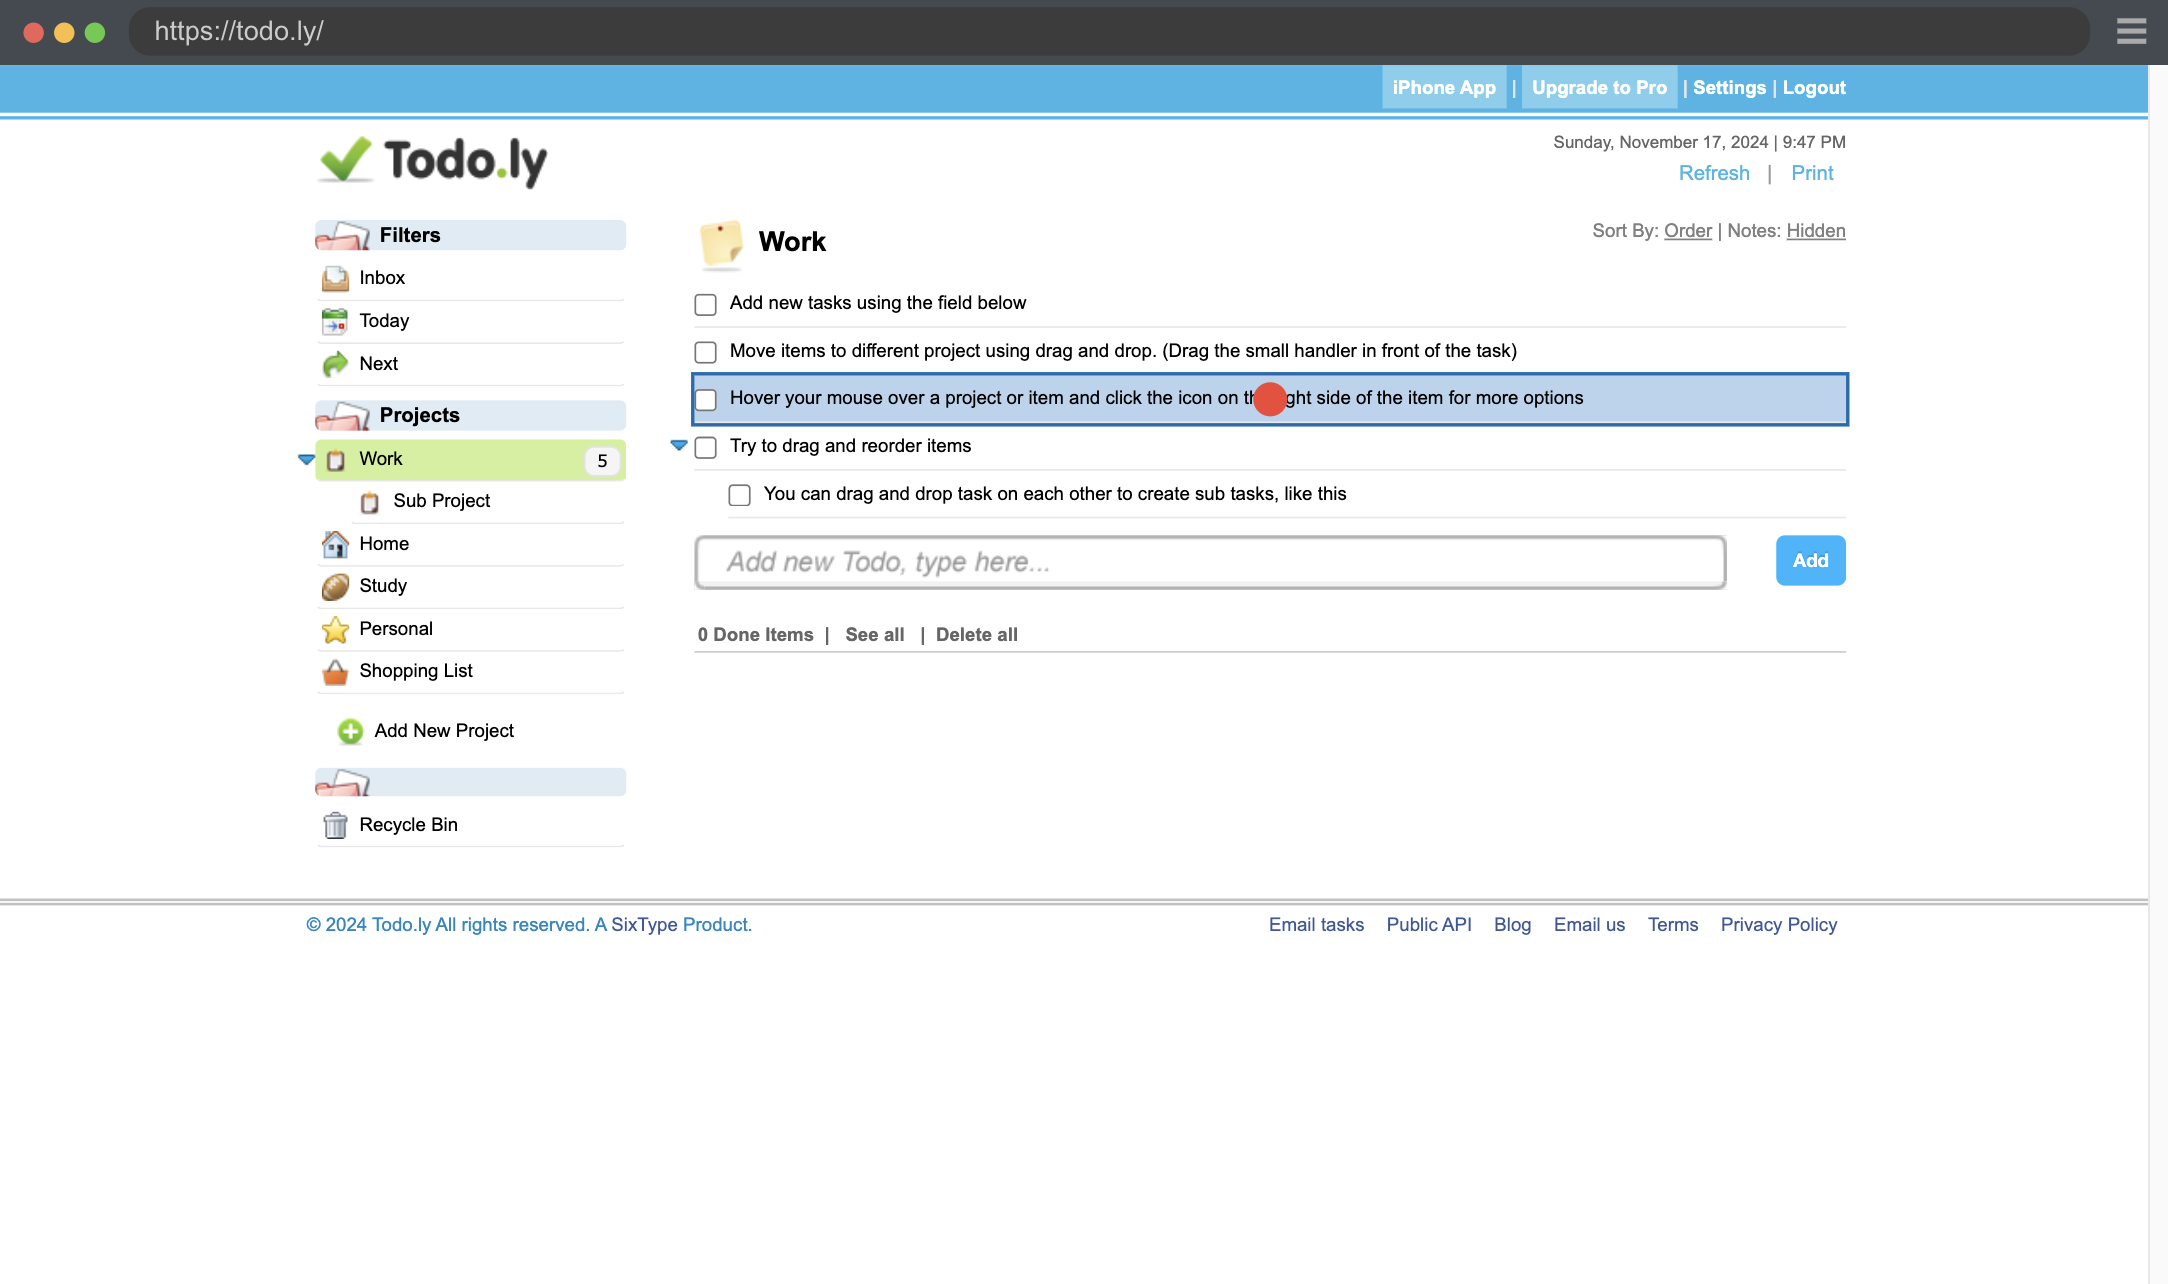 https://todo.ly/
iPhone App | Upgrade to Pro | Settings | Logout
Todo.ly
Sunday, November 17, 2024 | 9:47 PM
Refresh | Print
Filters
Inbox
Today
Next
Projects
Work 5
Sub Project
Home
Study
Personal
Shopping List
Add New Project
Recycle Bin
Work
Sort By: Order | Notes: Hidden
Add new tasks using the field below
Move items to different project using drag and drop. (Drag the small handler in front of the task)
Hover your mouse over a project or item and click the icon on ght side of the item for more options
Try to drag and reorder items
You can drag and drop task on each other to create sub tasks, like this
Add new Todo, type here...
Add
0 Done Items | See all | Delete all
© 2024 Todo.ly All rights reserved. A SixType Product.
Email tasks Public API Blog Email us Terms Privacy Policy